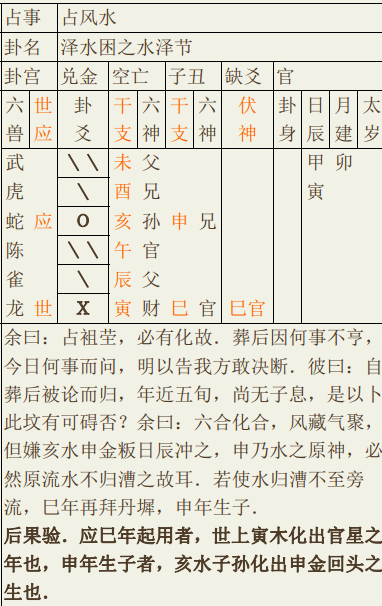 占事 占风水
卦名 泽水困之水泽节
卦宫 兑金 空亡 子丑 缺爻 官
六兽 世应 卦爻 干支 六神 干支 六神 伏神 卦身 日辰 月建 太岁
武 \\ 未 父 甲寅 卯
虎 \ 酉 兄
蛇 应 O 亥 孙 申 兄
陈 \\ 午 官
雀 \ 辰 父
龙 世 X 寅 财 巳 官 巳官
余曰：占祖茔，必有化故．葬后因何事不亨，
今日何事而问，明以告我方敢决断．彼曰：自
葬后被论而归，年近五旬，尚无子息，是以卜
此坟有可碍否？余曰：六合化合，风藏气聚，
但嫌亥水申金粄日辰冲之，申乃水之原神，必
然原流水不归漕之故耳．若使水归漕不至旁
流，巳年再拜丹墀，申年生子．
后果验．应巳年起用者，世上寅木化出官星之
年也，申年生子者，亥水子孙化出申金回头之
生也．